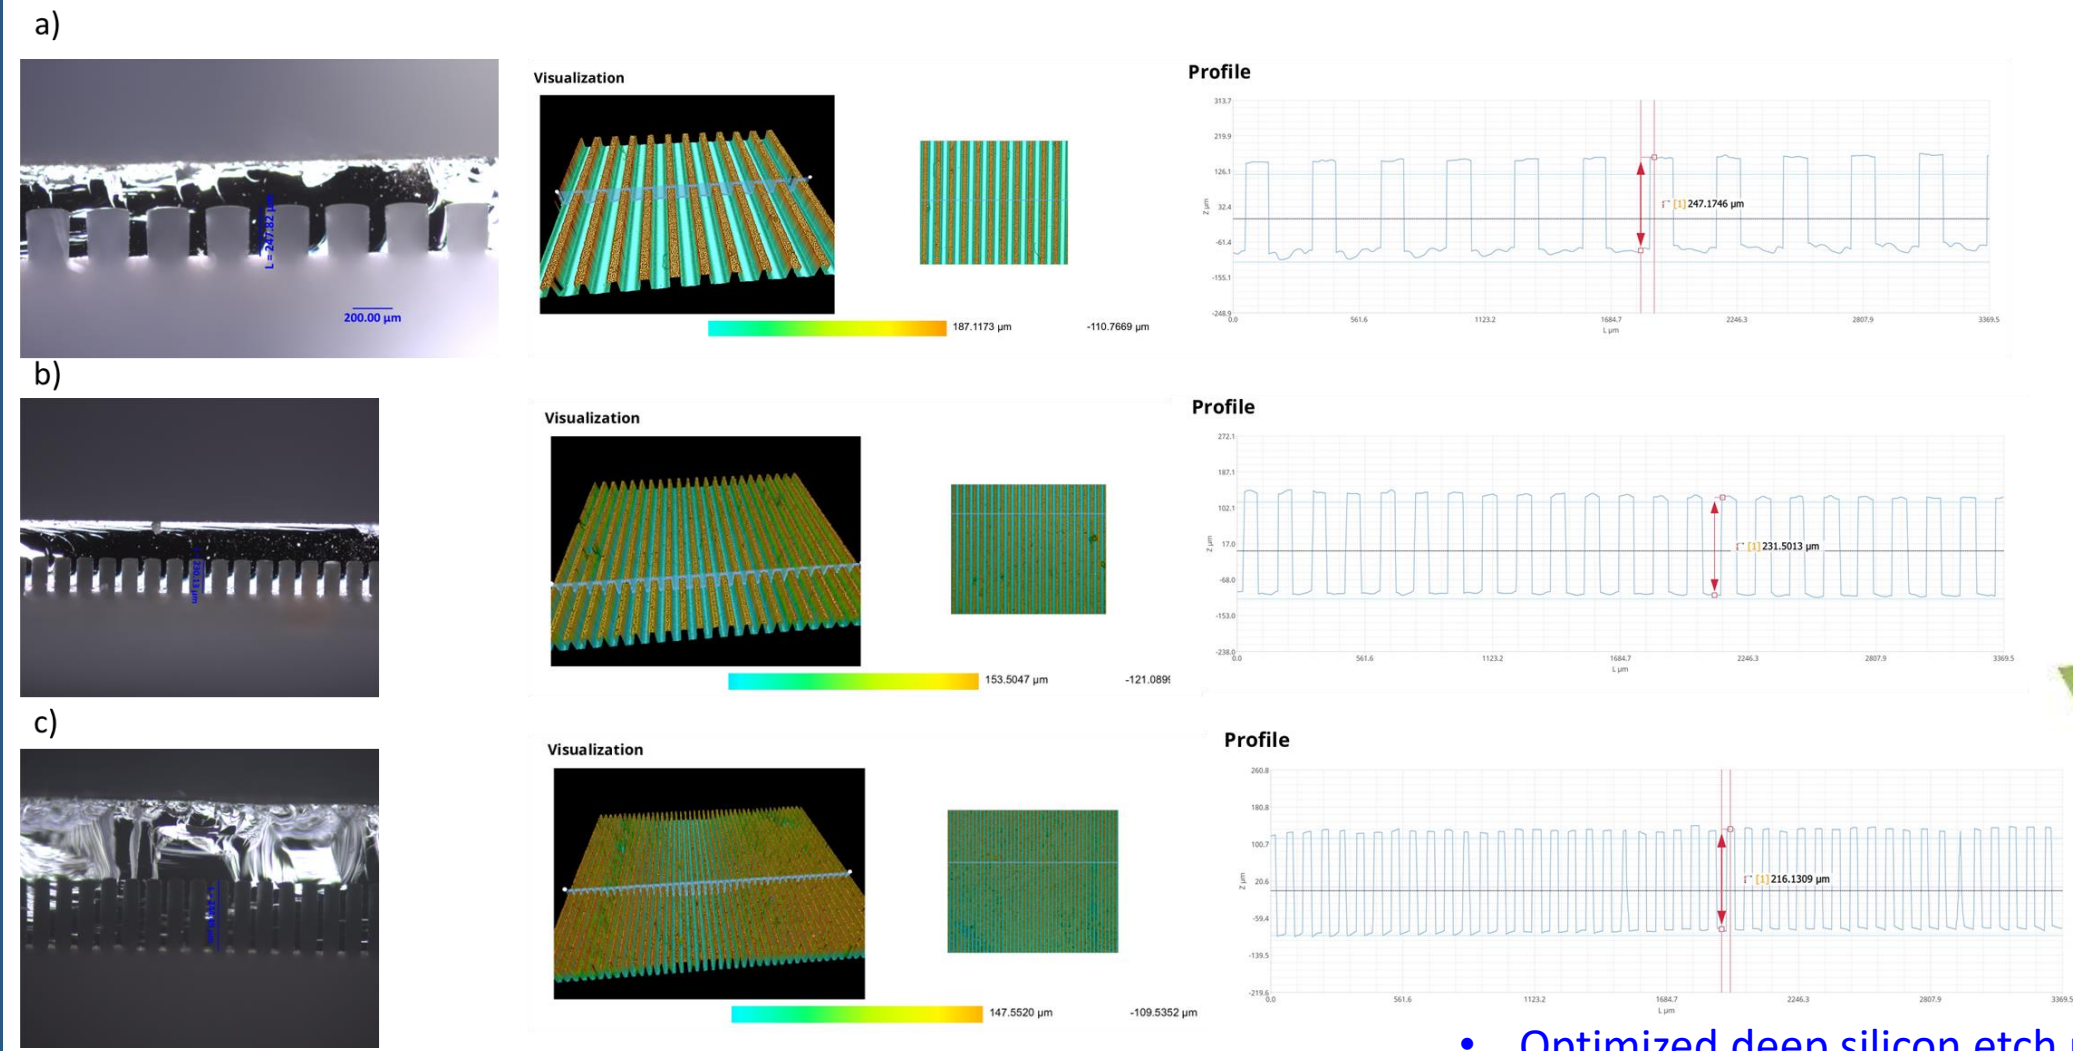 a)
Visualization
Profile
L = 247.82 µm
200.00 µm
187.1173 µm
-110.7669 µm
313.7
219.9
126.1
32.4
-61.4
-155.1
-248.9
Z µm
[1] 247.1746 µm
0.0 561.6 1123.2 1684.7 2246.3 2807.9 3369.5
L µm
b)
Visualization
Profile
153.5047 µm
-121.089
272.1
187.1
102.1
17.0
-68.0
-153.0
-238.0
Z µm
[1] 231.5013 µm
0.0 561.6 1123.2 1684.7 2246.3 2807.9 3369.5
L µm
c)
Visualization
Profile
147.5520 µm
-109.5352 µm
260.8
180.8
100.7
20.6
-59.4
-139.5
-219.6
Z µm
[1] 216.1309 µm
0.0 561.6 1123.2 1684.7 2246.3 2807.9 3369.5
L µm
• Optimized deep silicon etch